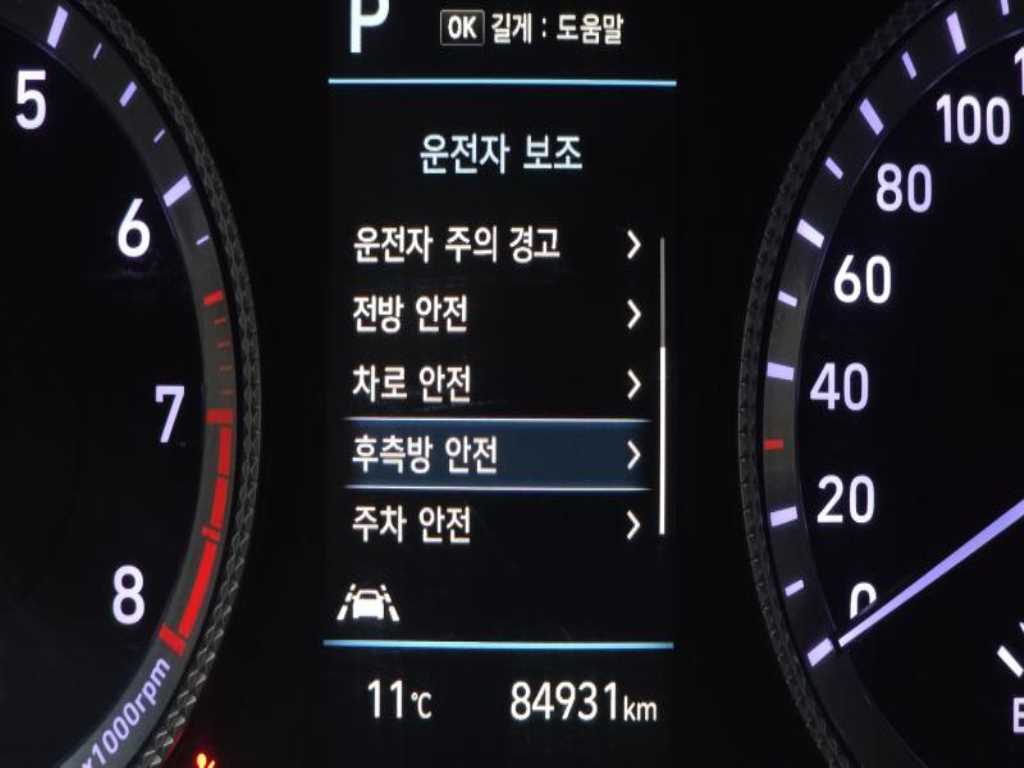 P
OK 길게 : 도움말
운전자 보조
운전자 주의 경고
전방 안전
차로 안전
후측방 안전
주차 안전
11℃ 84931km
5
6
7
8
x1000rpm
100
80
60
40
20
0